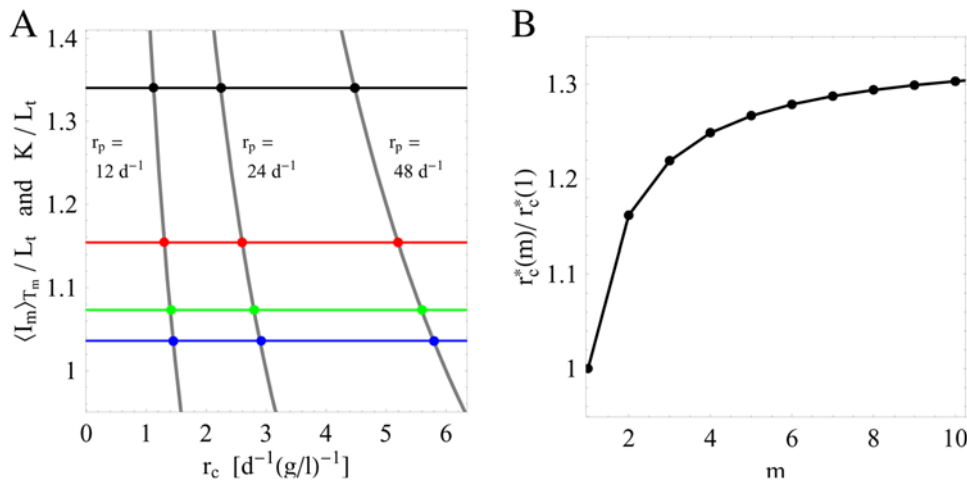 A
⟨I_m⟩_{T_m} / L_t and K / L_t
1.4
1.3
1.2
1.1
1
r_p =
12 d⁻¹
r_p =
24 d⁻¹
r_p =
48 d⁻¹
0 1 2 3 4 5 6
r_c [d⁻¹(g/l)⁻¹]
B
r_c^*(m)/ r_c^*(1)
1.3
1.2
1.1
1
2 4 6 8 10
m